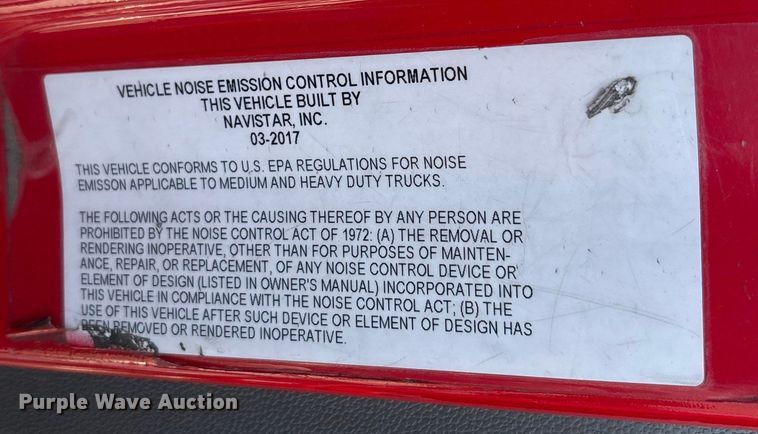 VEHICLE NOISE EMISSION CONTROL INFORMATION
THIS VEHICLE BUILT BY
NAVISTAR, INC.
03-2017
THIS VEHICLE CONFORMS TO U.S. EPA REGULATIONS FOR NOISE
EMISSON APPLICABLE TO MEDIUM AND HEAVY DUTY TRUCKS.
THE FOLLOWING ACTS OR THE CAUSING THEREOF BY ANY PERSON ARE
PROHIBITED BY THE NOISE CONTROL ACT OF 1972: (A) THE REMOVAL OR
RENDERING INOPERATIVE, OTHER THAN FOR PURPOSES OF MAINTEN-
ANCE, REPAIR, OR REPLACEMENT, OF ANY NOISE CONTROL DEVICE OR
ELEMENT OF DESIGN (LISTED IN OWNER'S MANUAL) INCORPORATED INTO
THIS VEHICLE IN COMPLIANCE WITH THE NOISE CONTROL ACT; (B) THE
USE OF THIS VEHICLE AFTER SUCH DEVICE OR ELEMENT OF DESIGN HAS
BEEN REMOVED OR RENDERED INOPERATIVE.
Purple Wave Auction